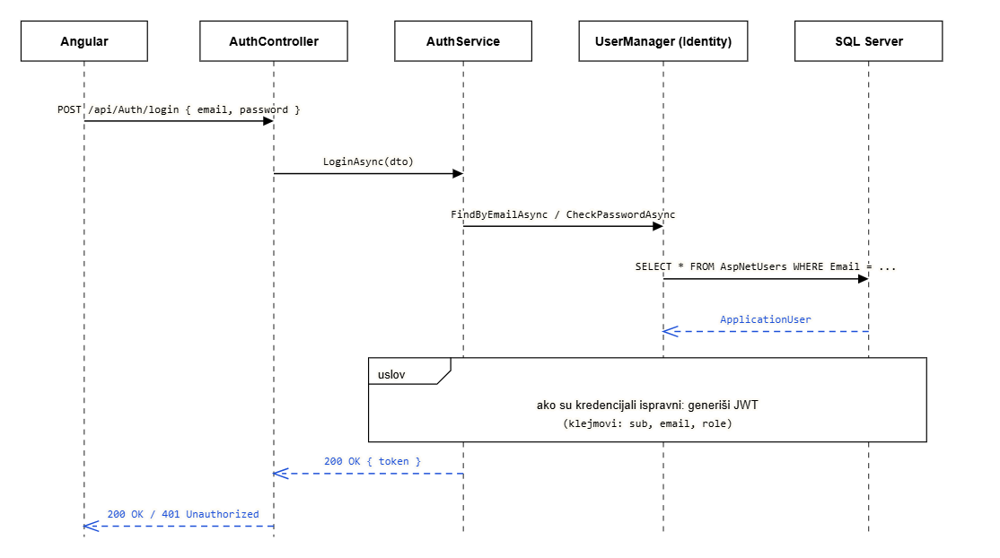 Angular
AuthController
AuthService
UserManager (Identity)
SQL Server
POST /api/Auth/login { email, password }
LoginAsync(dto)
FindByEmailAsync / CheckPasswordAsync
SELECT * FROM AspNetUsers WHERE Email = ...
ApplicationUser
uslov
ako su kredencijali ispravni: generiši JWT
(klejmovi: sub, email, role)
200 OK { token }
200 OK / 401 Unauthorized